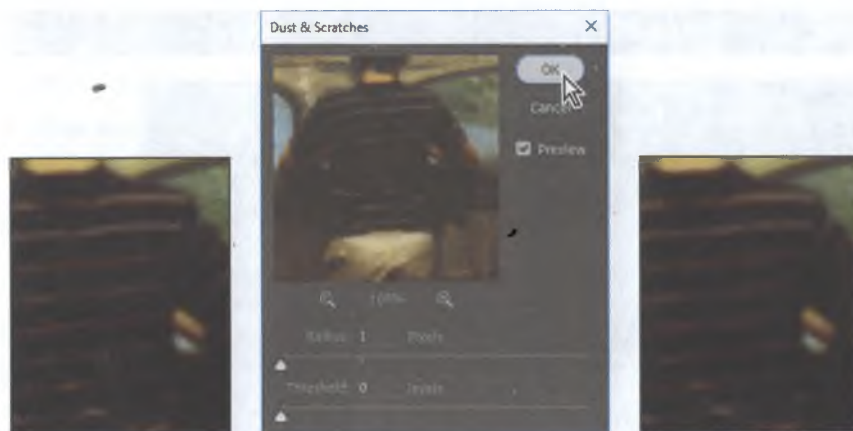 Dust & Scratches
OK
Cancel
Preview
100%
Radius: 1 Pixels
Threshold: 0 levels